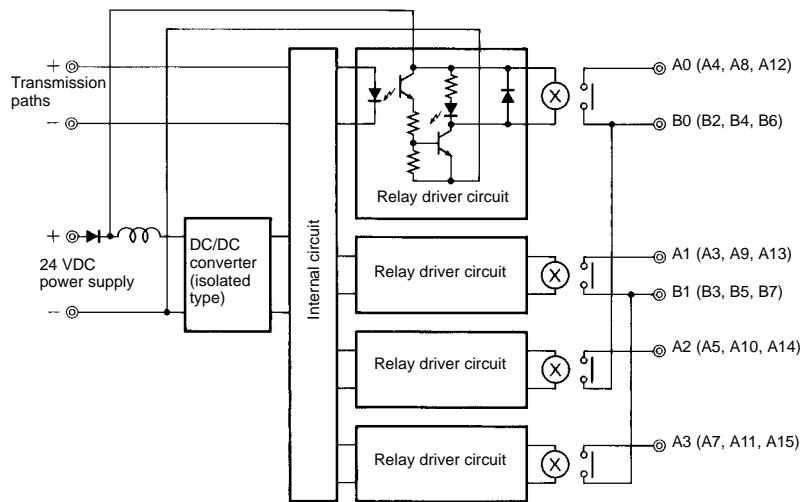 +
Transmission
paths
−
A0 (A4, A8, A12)
X
B0 (B2, B4, B6)
Relay driver circuit
+
24 VDC
power supply
−
DC/DC
converter
(isolated
type)
Internal circuit
Relay driver circuit
X
A1 (A3, A9, A13)
B1 (B3, B5, B7)
Relay driver circuit
X
A2 (A5, A10, A14)
Relay driver circuit
X
A3 (A7, A11, A15)